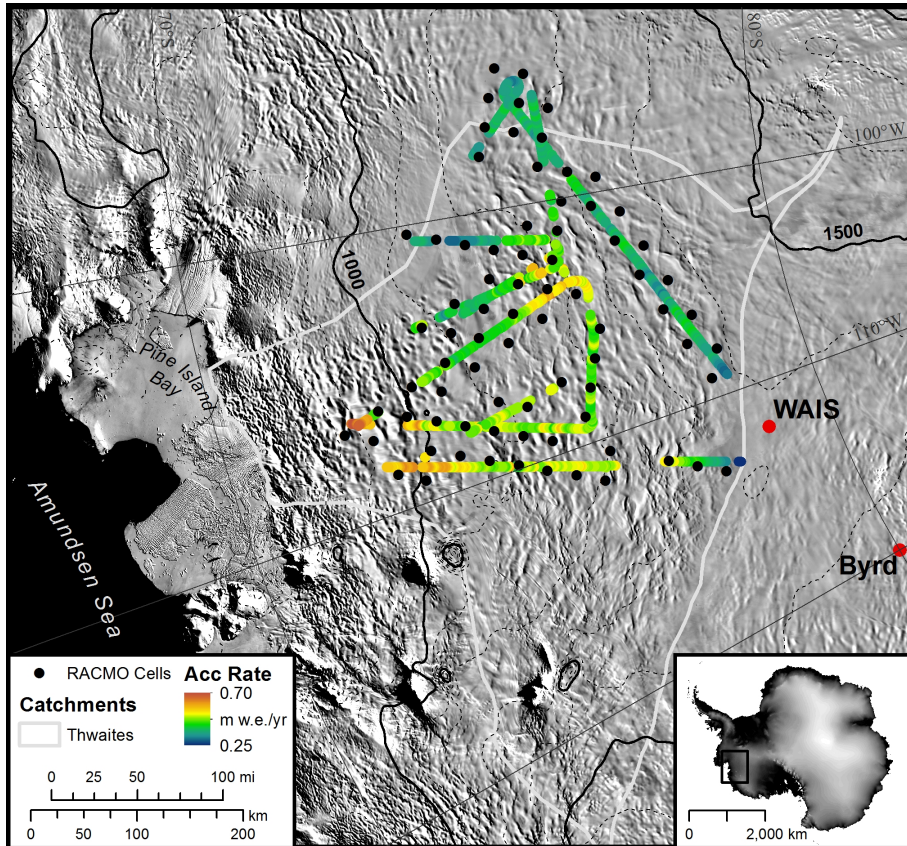 70°S
80°S
100°W
1500
1000
110°W
Pine Island
Bay
WAIS
Amundsen Sea
Byrd
RACMO Cells
Catchments
Thwaites
Acc Rate
0.70
m w.e./yr
0.25
0 25 50 100 mi
0 50 100 200 km
0 2,000 km